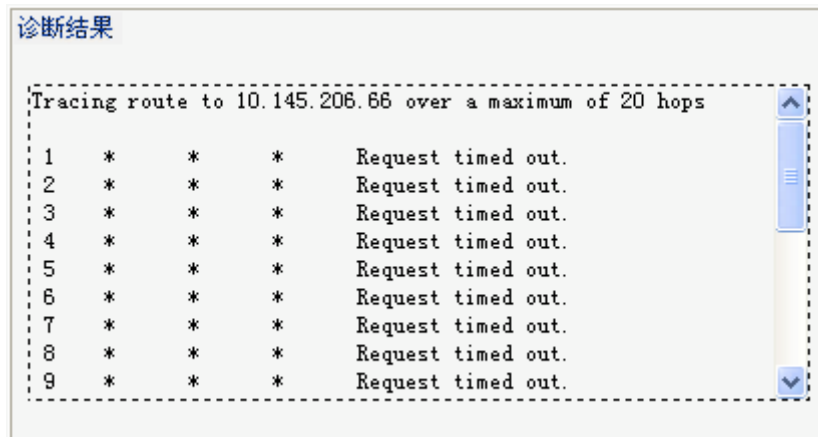 诊断结果
Tracing route to 10.145.206.66 over a maximum of 20 hops
1 * * * Request timed out.
2 * * * Request timed out.
3 * * * Request timed out.
4 * * * Request timed out.
5 * * * Request timed out.
6 * * * Request timed out.
7 * * * Request timed out.
8 * * * Request timed out.
9 * * * Request timed out.